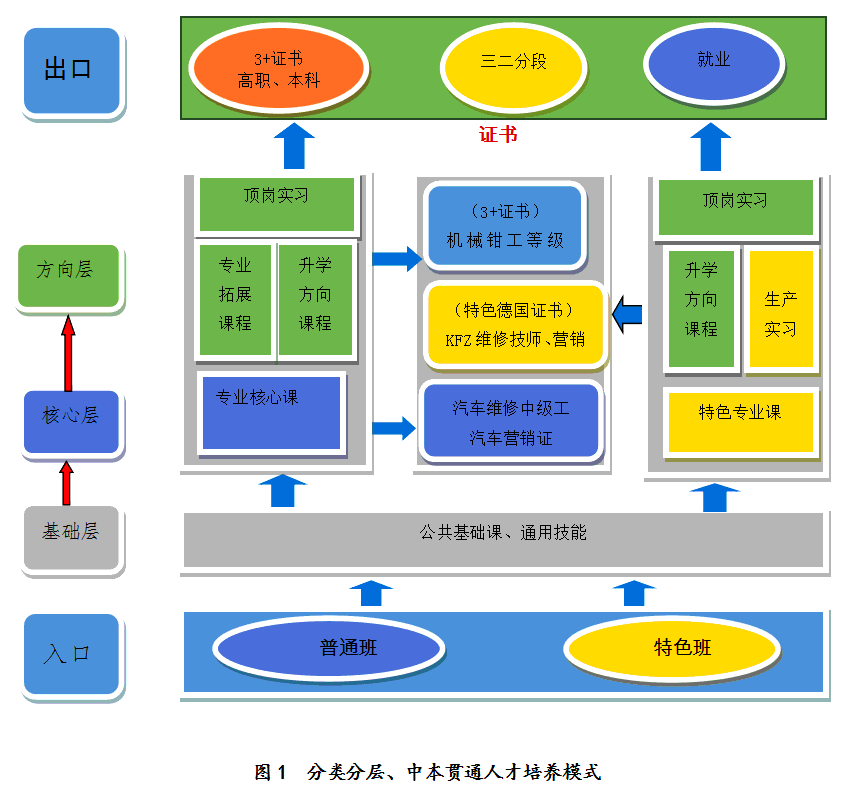 出口
3+证书
高职、本科
三二分段
就业
证书
顶岗实习
（3+证书）
机械钳工等级
顶岗实习
方向层
专业
拓展
课程
升学
方向
课程
（特色德国证书）
KFZ 维修技师、营销
升学
方向
课程
生产
实习
核心层
专业核心课
汽车维修中级工
汽车营销证
特色专业课
基础层
公共基础课、通用技能
入口
普通班
特色班
图 1 分类分层、中本贯通人才培养模式